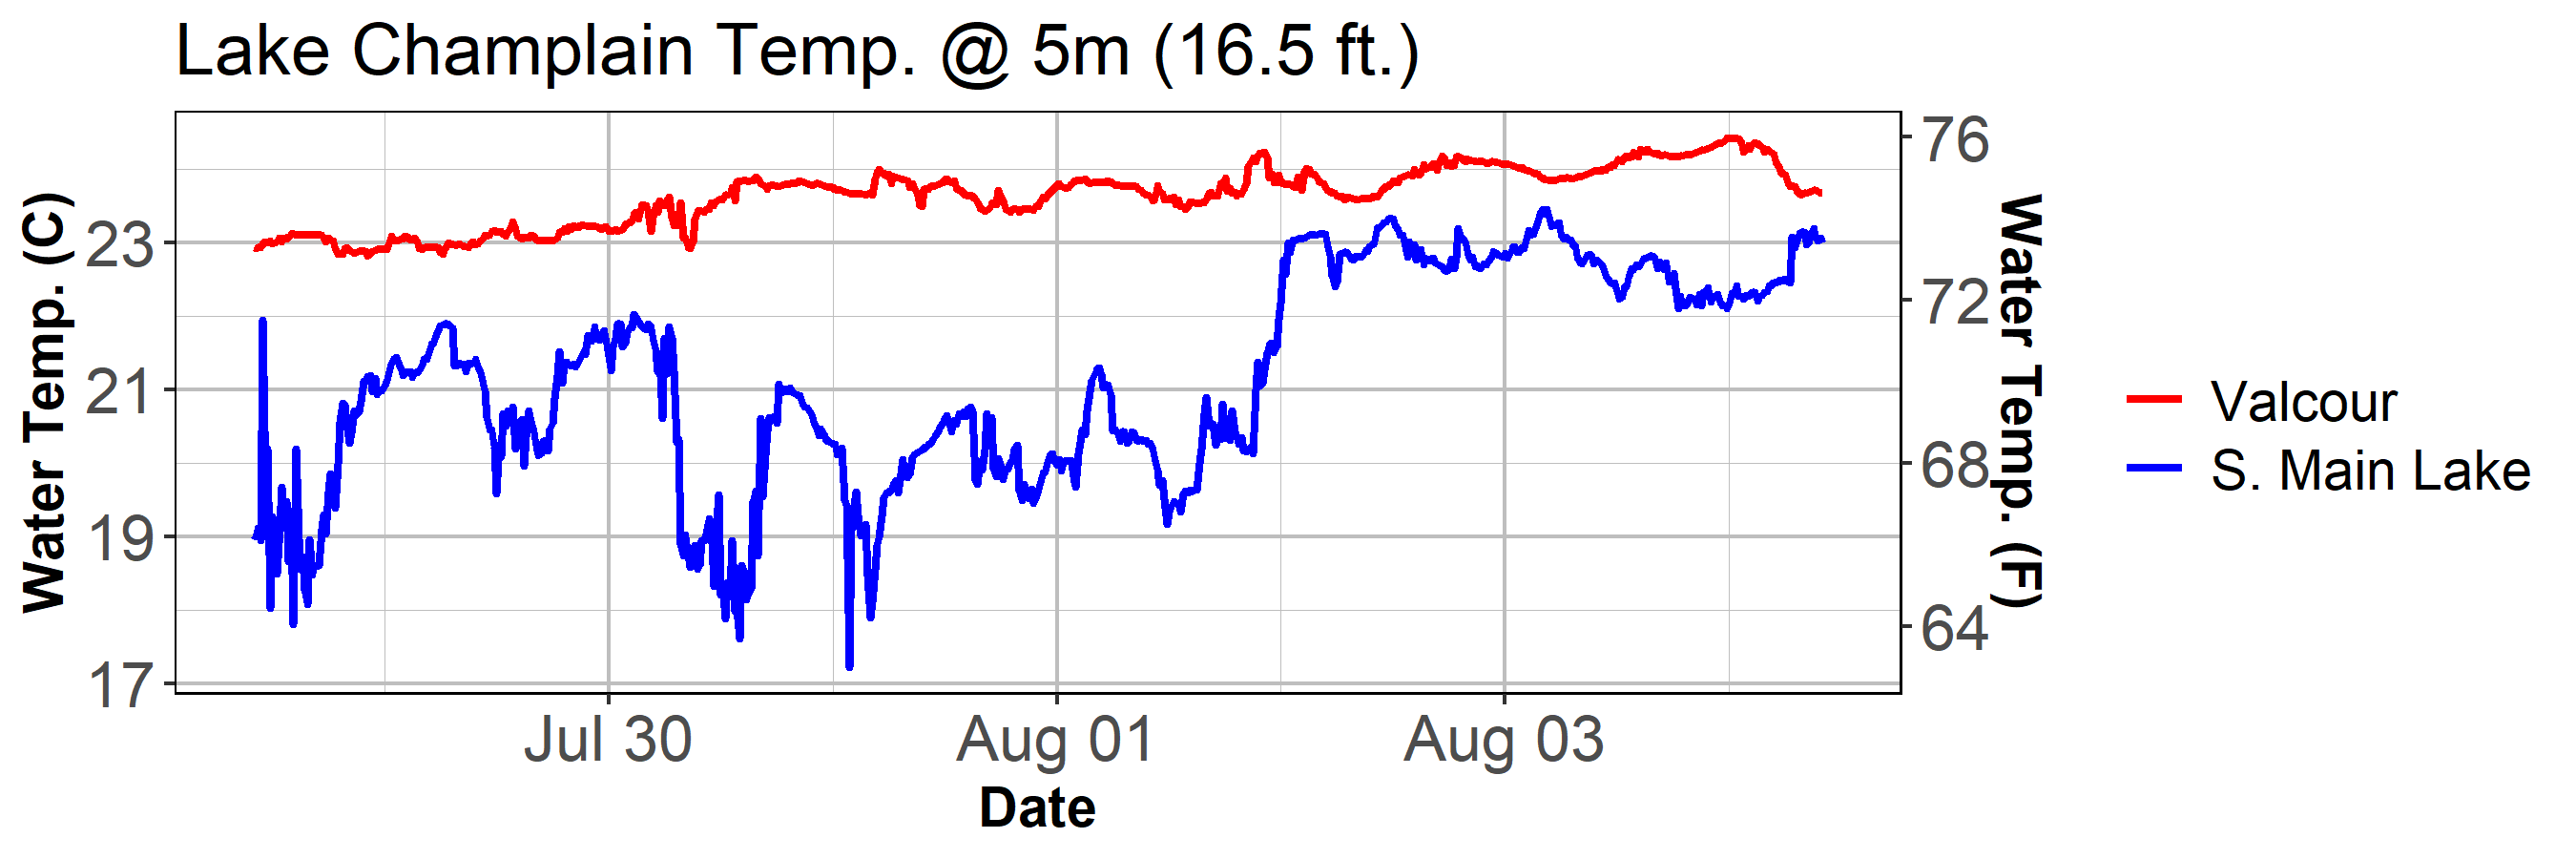 Lake Champlain Temp. @ 5m (16.5 ft.)
Water Temp. (C)
23
21
19
17
76
72
68
64
Water Temp. (F)
Jul 30
Aug 01
Aug 03
Date
Valcour
S. Main Lake